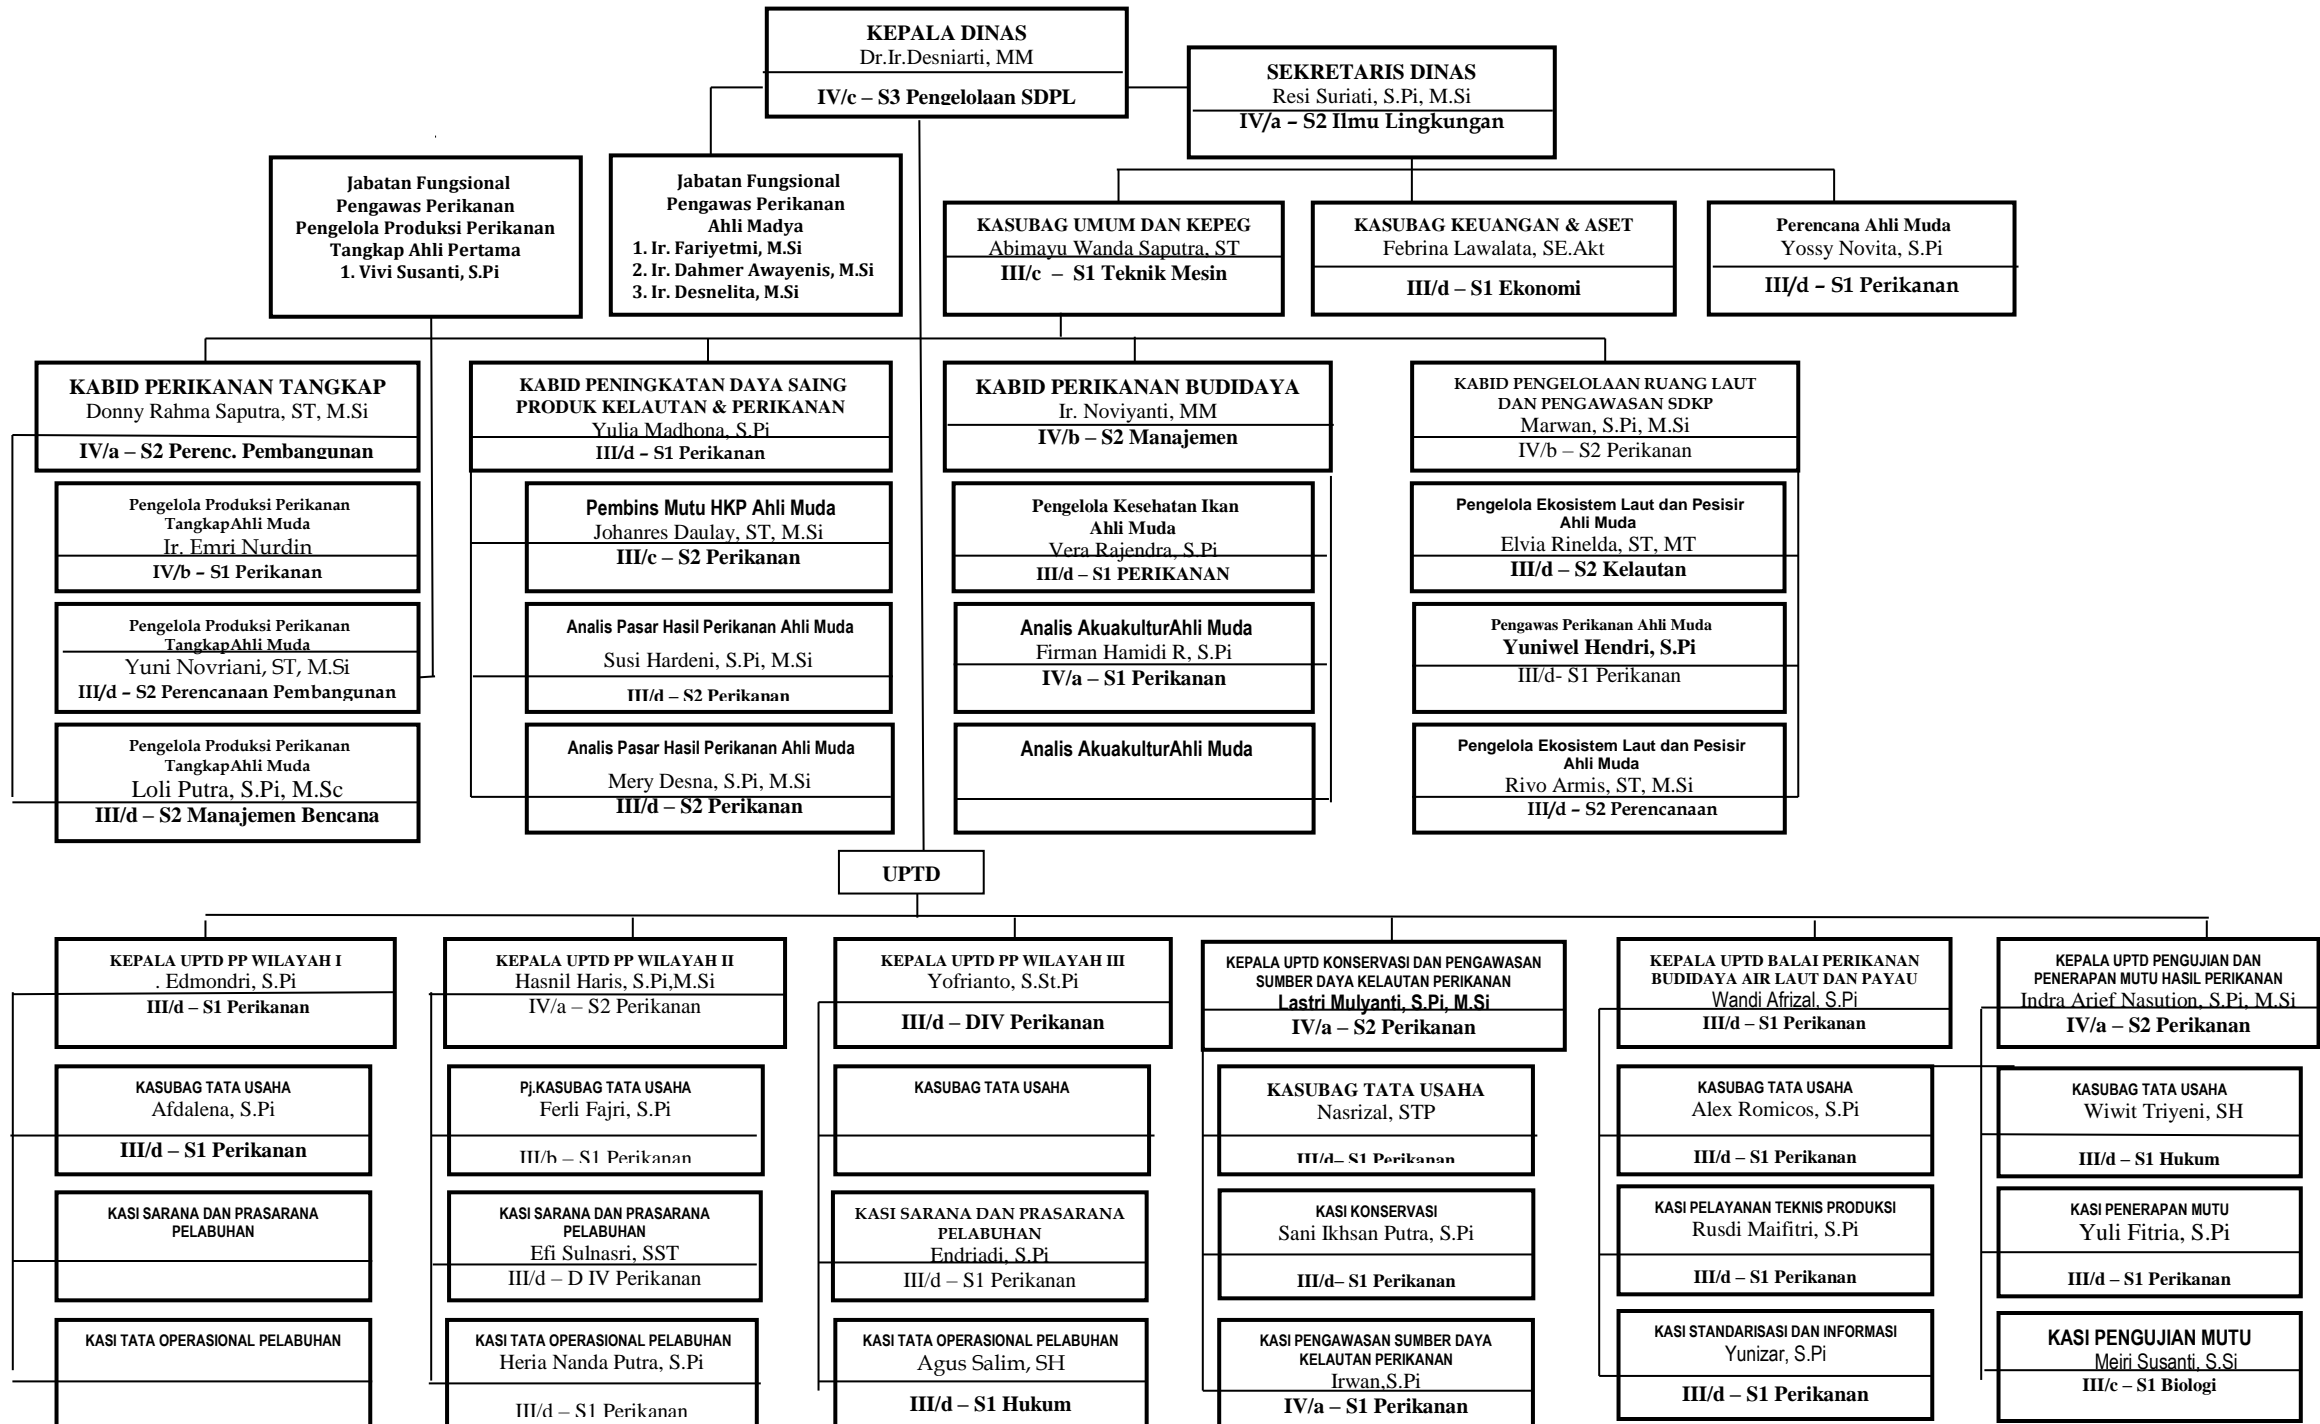 KEPALA DINAS
Dr.Ir.Desniarti, MM
IV/c – S3 Pengelolaan SDPL
SEKRETARIS DINAS
Resi Suriati, S.Pi, M.Si
IV/a – S2 Ilmu Lingkungan
Jabatan Fungsional
Pengawas Perikanan
Pengelola Produksi Perikanan
Tangkap Ahli Pertama
1. Vivi Susanti, S.Pi
Jabatan Fungsional
Pengawas Perikanan
Ahli Madya
1. Ir. Fariyetmi, M.Si
2. Ir. Dahmer Awayenis, M.Si
3. Ir. Desnelita, M.Si
KASUBAG UMUM DAN KEPEG
Abimayu Wanda Saputra, ST
III/c – S1 Teknik Mesin
KASUBAG KEUANGAN & ASET
Febrina Lawalata, SE.Akt
III/d – S1 Ekonomi
Perencana Ahli Muda
Yossy Novita, S.Pi
III/d – S1 Perikanan
KABID PERIKANAN TANGKAP
Donny Rahma Saputra, ST, M.Si
IV/a – S2 Perenc. Pembangunan
KABID PENINGKATAN DAYA SAING
PRODUK KELAUTAN & PERIKANAN
Yulia Madhona, S.Pi
III/d – S1 Perikanan
KABID PERIKANAN BUDIDAYA
Ir. Noviyanti, MM
IV/b – S2 Manajemen
KABID PENGELOLAAN RUANG LAUT
DAN PENGAWASAN SDKP
Marwan, S.Pi, M.Si
IV/b – S2 Perikanan
Pengelola Produksi Perikanan
TangkapAhli Muda
Ir. Emri Nurdin
IV/b – S1 Perikanan
Pembins Mutu HKP Ahli Muda
Johanres Daulay, ST, M.Si
III/c – S2 Perikanan
Pengelola Kesehatan Ikan
Ahli Muda
Vera Rajendra, S.Pi
III/d – S1 PERIKANAN
Pengelola Ekosistem Laut dan Pesisir
Ahli Muda
Elvia Rinelda, ST, MT
III/d – S2 Kelautan
Pengelola Produksi Perikanan
TangkapAhli Muda
Yuni Novriani, ST, M.Si
III/d – S2 Perencanaan Pembangunan
Analis Pasar Hasil Perikanan Ahli Muda
Susi Hardeni, S.Pi, M.Si
III/d – S2 Perikanan
Analis AkuakulturAhli Muda
Firman Hamidi R, S.Pi
IV/a – S1 Perikanan
Pengawas Perikanan Ahli Muda
Yuniwel Hendri, S.Pi
III/d- S1 Perikanan
Pengelola Produksi Perikanan
TangkapAhli Muda
Loli Putra, S.Pi, M.Sc
III/d – S2 Manajemen Bencana
Analis Pasar Hasil Perikanan Ahli Muda
Mery Desna, S.Pi, M.Si
III/d – S2 Perikanan
Analis AkuakulturAhli Muda
Pengelola Ekosistem Laut dan Pesisir
Ahli Muda
Rivo Armis, ST, M.Si
III/d – S2 Perencanaan
UPTD
KEPALA UPTD PP WILAYAH I
. Edmondri, S.Pi
III/d – S1 Perikanan
KEPALA UPTD PP WILAYAH II
Hasnil Haris, S.Pi,M.Si
IV/a – S2 Perikanan
KEPALA UPTD PP WILAYAH III
Yofrianto, S.St.Pi
III/d – DIV Perikanan
KEPALA UPTD KONSERVASI DAN PENGAWASAN
SUMBER DAYA KELAUTAN PERIKANAN
Lastri Mulyanti, S.Pi, M.Si
IV/a – S2 Perikanan
KEPALA UPTD BALAI PERIKANAN
BUDIDAYA AIR LAUT DAN PAYAU
Wandi Afrizal, S.Pi
III/d – S1 Perikanan
KEPALA UPTD PENGUJIAN DAN
PENERAPAN MUTU HASIL PERIKANAN
Indra Arief Nasution, S.Pi, M.Si
IV/a – S2 Perikanan
KASUBAG TATA USAHA
Afdalena, S.Pi
III/d – S1 Perikanan
Pj.KASUBAG TATA USAHA
Ferli Fajri, S.Pi
III/b – S1 Perikanan
KASUBAG TATA USAHA
KASUBAG TATA USAHA
Nasrizal, STP
III/d– S1 Perikanan
KASUBAG TATA USAHA
Alex Romicos, S.Pi
III/d – S1 Perikanan
KASUBAG TATA USAHA
Wiwit Triyeni, SH
III/d – S1 Hukum
KASI SARANA DAN PRASARANA
PELABUHAN
KASI SARANA DAN PRASARANA
PELABUHAN
Efi Sulnasri, SST
III/d – D IV Perikanan
KASI SARANA DAN PRASARANA
PELABUHAN
Endriadi, S.Pi
III/d – S1 Perikanan
KASI KONSERVASI
Sani Ikhsan Putra, S.Pi
III/d– S1 Perikanan
KASI PELAYANAN TEKNIS PRODUKSI
Rusdi Maifitri, S.Pi
III/d – S1 Perikanan
KASI PENERAPAN MUTU
Yuli Fitria, S.Pi
III/d – S1 Perikanan
KASI TATA OPERASIONAL PELABUHAN
KASI TATA OPERASIONAL PELABUHAN
Heria Nanda Putra, S.Pi
III/d – S1 Perikanan
KASI TATA OPERASIONAL PELABUHAN
Agus Salim, SH
III/d – S1 Hukum
KASI PENGAWASAN SUMBER DAYA
KELAUTAN PERIKANAN
Irwan,S.Pi
IV/a – S1 Perikanan
KASI STANDARISASI DAN INFORMASI
Yunizar, S.Pi
III/d – S1 Perikanan
KASI PENGUJIAN MUTU
Meiri Susanti, S.Si
III/c – S1 Biologi